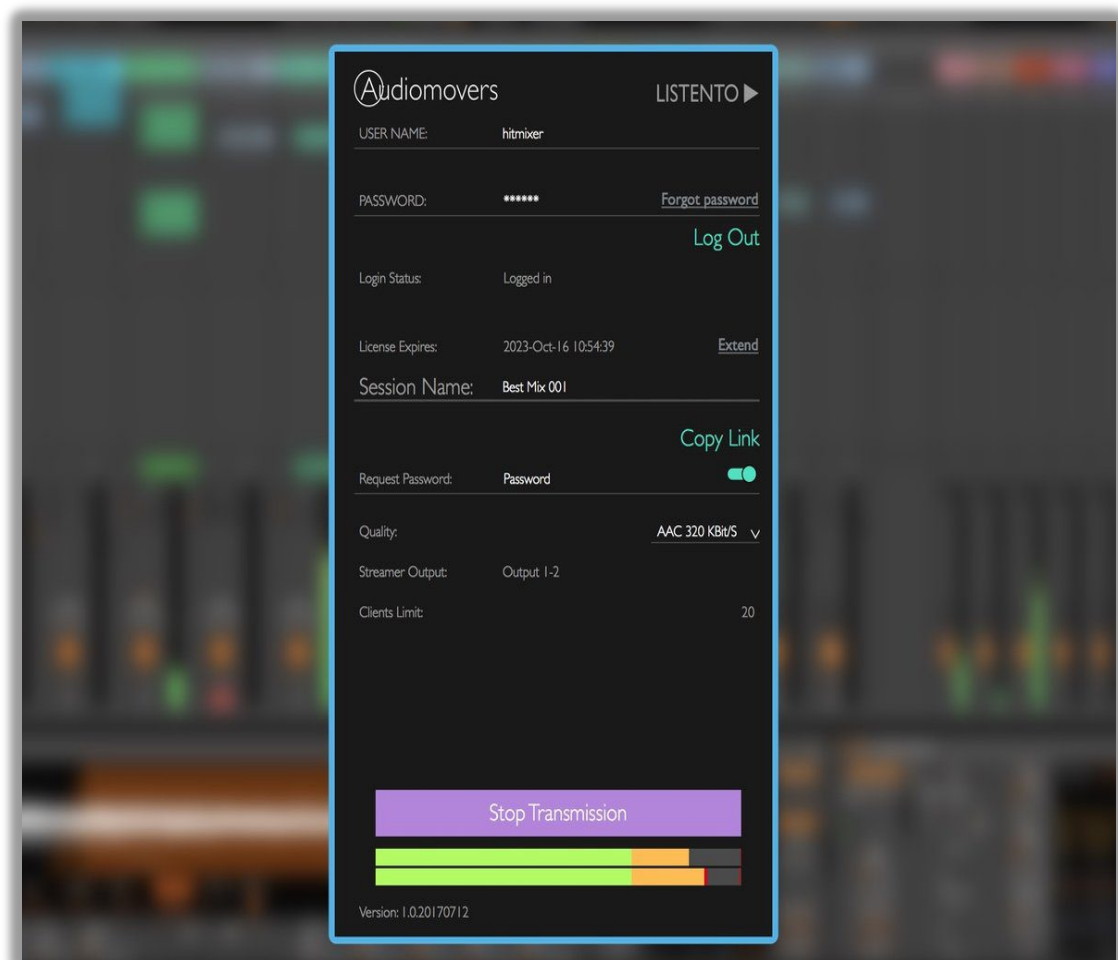 Audiomovers LISTENTO
USER NAME: hitmixer
PASSWORD: ****** Forgot password
Log Out
Login Status: Logged in
License Expires: 2023-Oct-16 10:54:39 Extend
Session Name: Best Mix 001
Copy Link
Request Password: Password
Quality: AAC 320 KBit/S
Streamer Output: Output 1-2
Clients Limit: 20
Stop Transmission
Version: 1.0.20170712